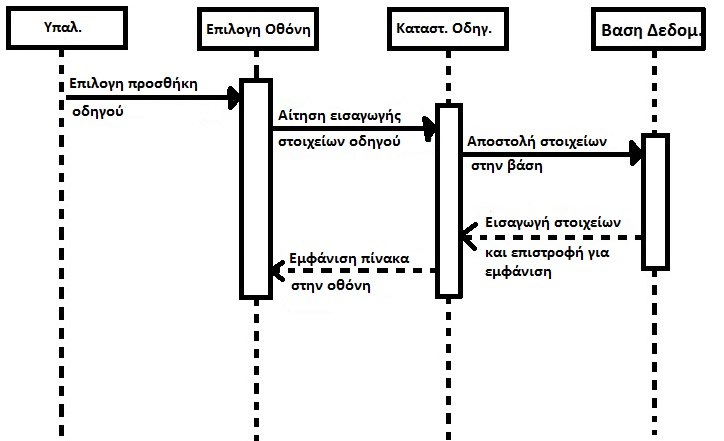 Υπαλ.
Επιλογη Οθόνη
Καταστ. Οδηγ.
Βαση Δεδομ.
Επιλογη προσθήκη
οδηγού
Αίτηση εισαγωγής
στοιχείων οδηγού
Αποστολή στοιχείων
στην βάση
Εισαγωγή στοιχείων
και επιστροφή για
εμφάνιση
Εμφάνιση πίνακα
στην οθόνη